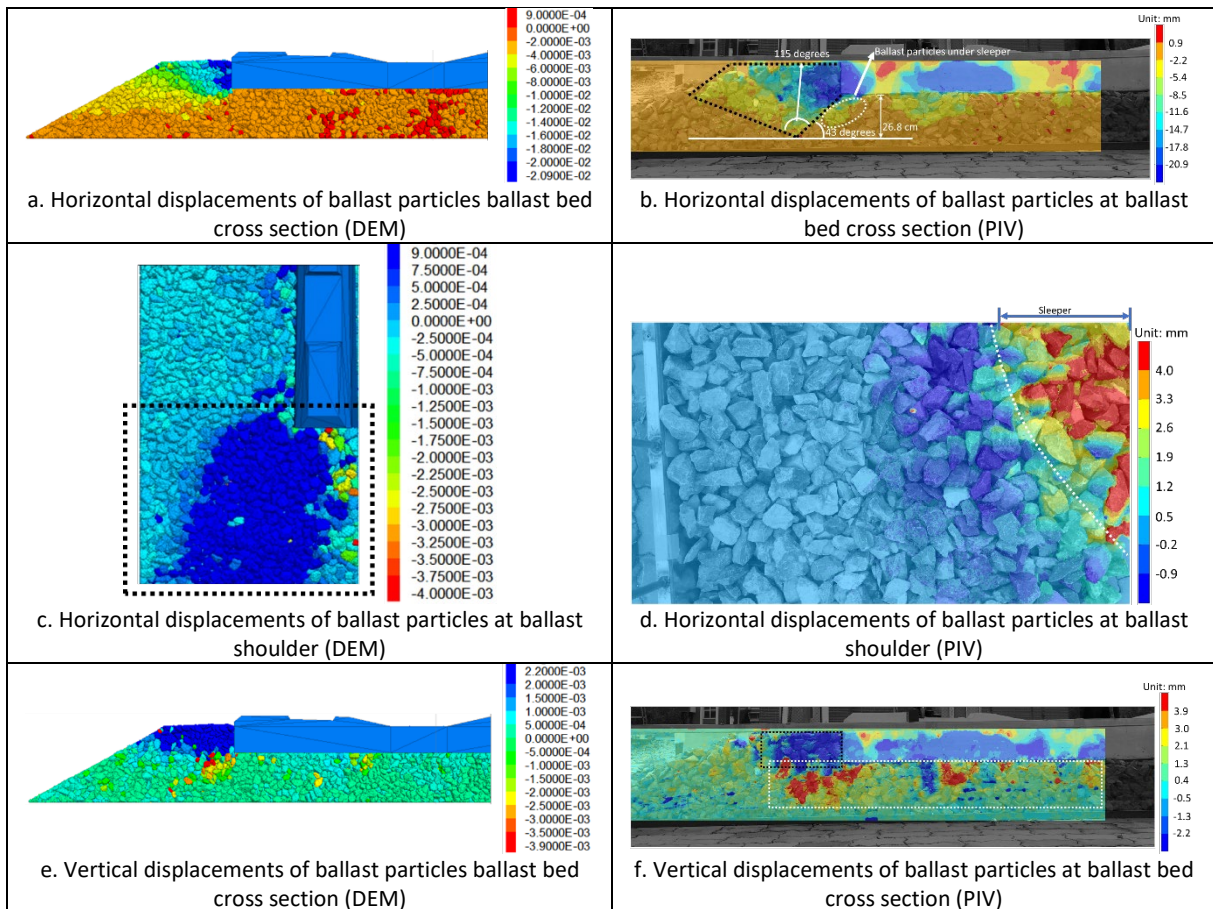 9.0000E-04
0.0000E+00
-2.0000E-03
-4.0000E-03
-6.0000E-03
-8.0000E-03
-1.0000E-02
-1.2000E-02
-1.4000E-02
-1.6000E-02
-1.8000E-02
-2.0000E-02
-2.0900E-02
a. Horizontal displacements of ballast particles ballast bed
cross section (DEM)
Unit: mm
115 degrees
Ballast particles under sleeper
45 degrees
26.8 cm
0.9
-2.2
-5.4
-8.5
-11.6
-14.7
-17.8
-20.9
b. Horizontal displacements of ballast particles at ballast
bed cross section (PIV)
9.0000E-04
7.5000E-04
5.0000E-04
2.5000E-04
0.0000E+00
-2.5000E-04
-5.0000E-04
-7.5000E-04
-1.0000E-03
-1.2500E-03
-1.5000E-03
-1.7500E-03
-2.0000E-03
-2.2500E-03
-2.5000E-03
-2.7500E-03
-3.0000E-03
-3.2500E-03
-3.5000E-03
-3.7500E-03
-4.0000E-03
c. Horizontal displacements of ballast particles at ballast
shoulder (DEM)
Sleeper
Unit: mm
4.0
3.3
2.6
1.9
1.2
0.5
-0.2
-0.9
d. Horizontal displacements of ballast particles at ballast
shoulder (PIV)
2.2000E-03
2.0000E-03
1.5000E-03
1.0000E-03
5.0000E-04
0.0000E+00
-5.0000E-04
-1.0000E-03
-1.5000E-03
-2.0000E-03
-2.5000E-03
-3.0000E-03
-3.5000E-03
-3.9000E-03
e. Vertical displacements of ballast particles ballast bed
cross section (DEM)
Unit: mm
3.9
3.0
2.1
1.3
0.4
-0.5
-1.3
-2.2
f. Vertical displacements of ballast particles at ballast bed
cross section (PIV)